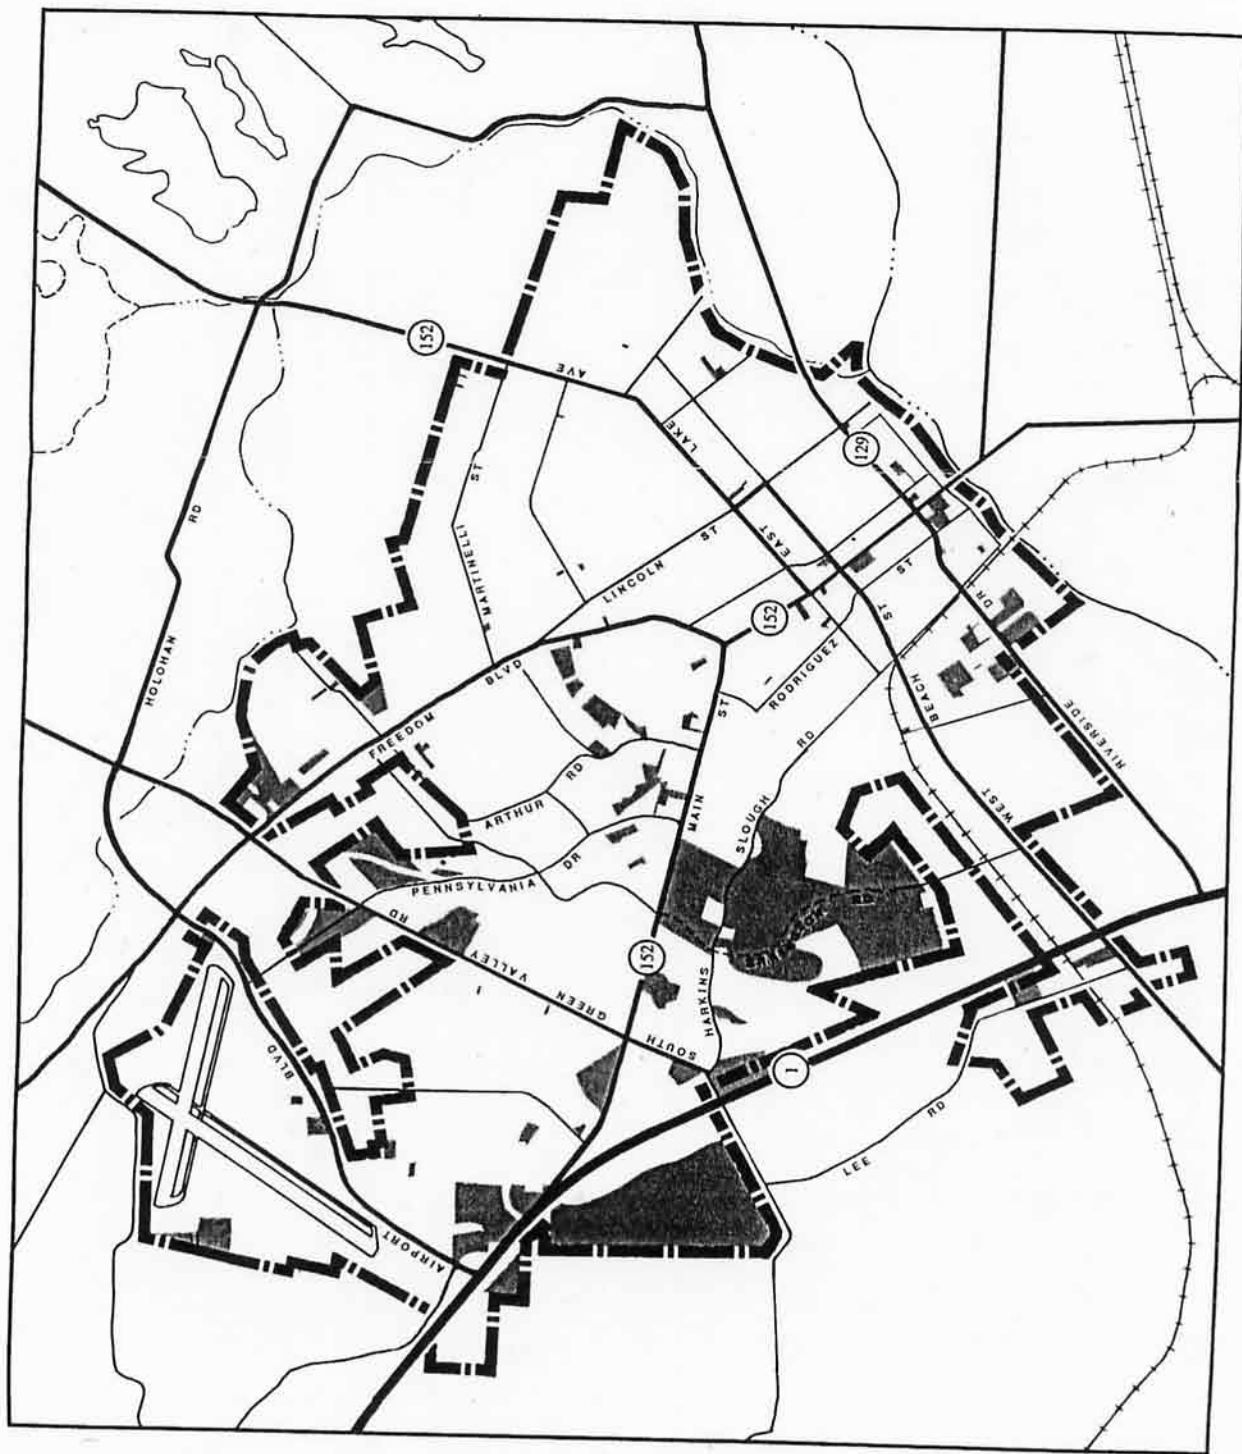 152
AVE
HOLOHAN RD
MARTINELLI ST
LAKE
EAST
129
LINCOLN ST
152
FREEDOM BLVD
RODRIGUEZ ST
BEACH ST
RIVERSIDE DR
WEST
ARTHUR RD
MAIN ST
SLOUGH RD
PENNSYLVANIA DR
HARKINS
RD
152
GREEN VALLEY RD
SOUTH
1
LEE RD
AIRPORT BLVD